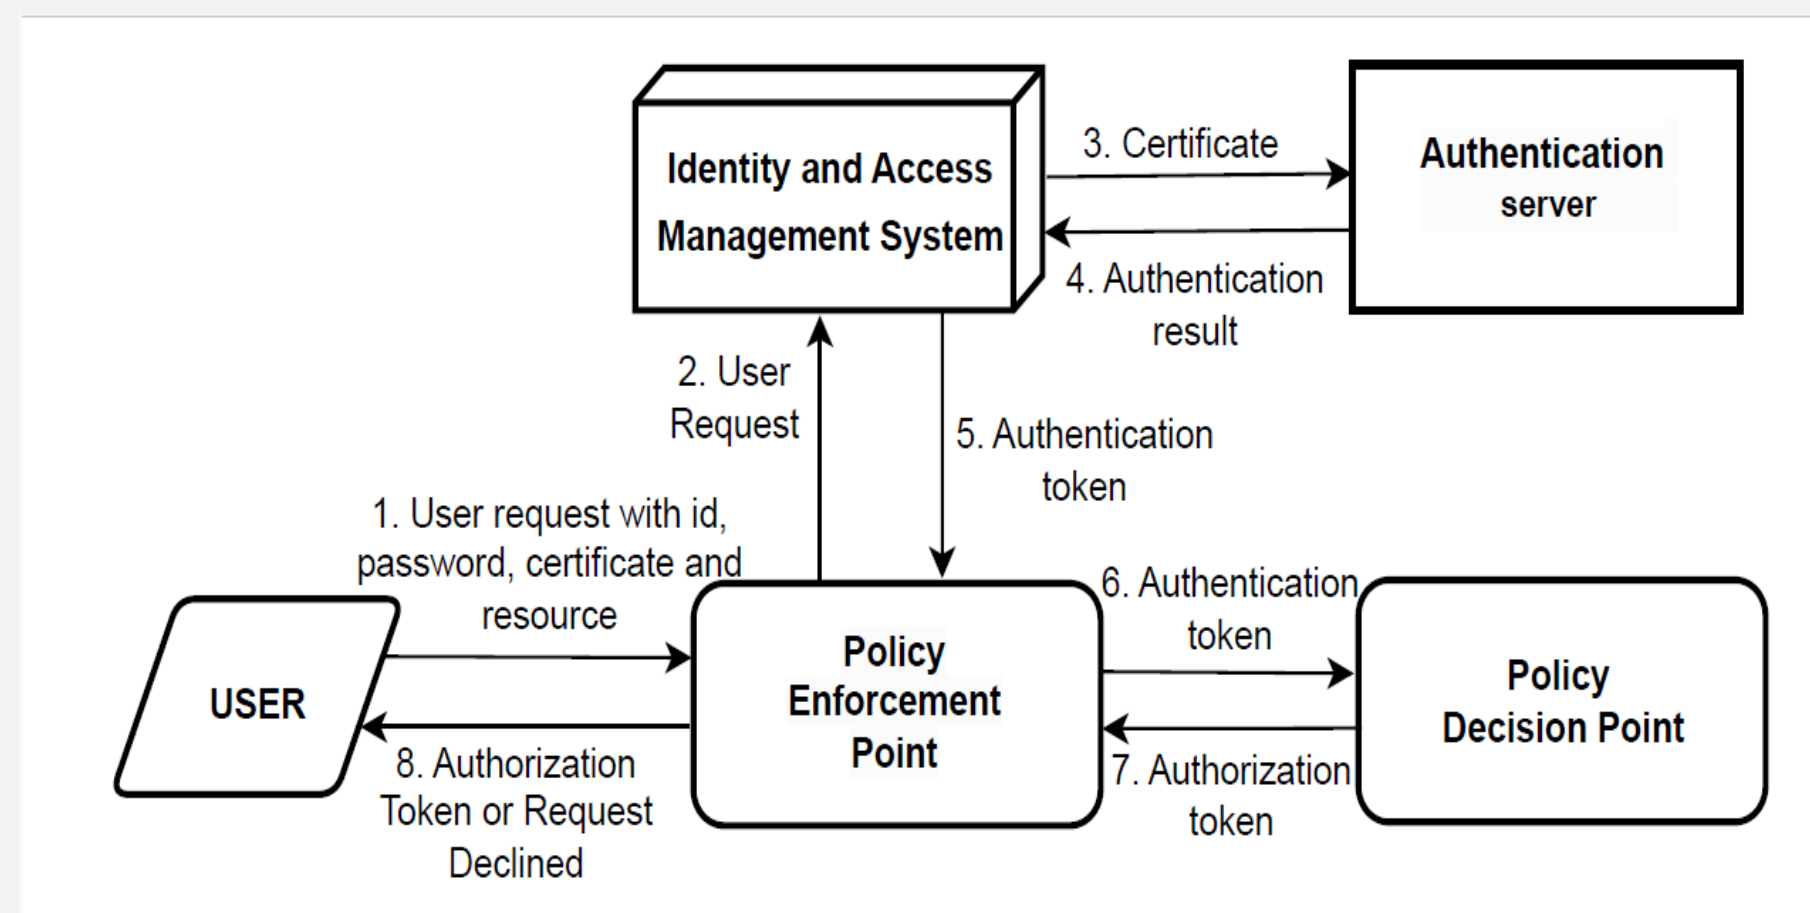 Identity and Access
Management System
3. Certificate
Authentication
server
4. Authentication
result
2. User
Request
5. Authentication
token
1. User request with id,
password, certificate and
resource
USER
Policy
Enforcement
Point
6. Authentication
token
Policy
Decision Point
7. Authorization
token
8. Authorization
Token or Request
Declined